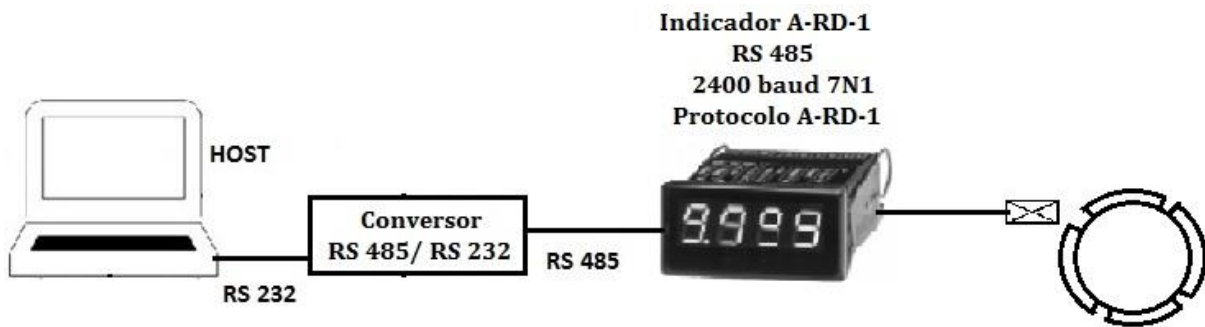 Indicador A-RD-1
RS 485
2400 baud 7N1
Protocolo A-RD-1
HOST
Conversor
RS 485/ RS 232
RS 485
RS 232
9.999